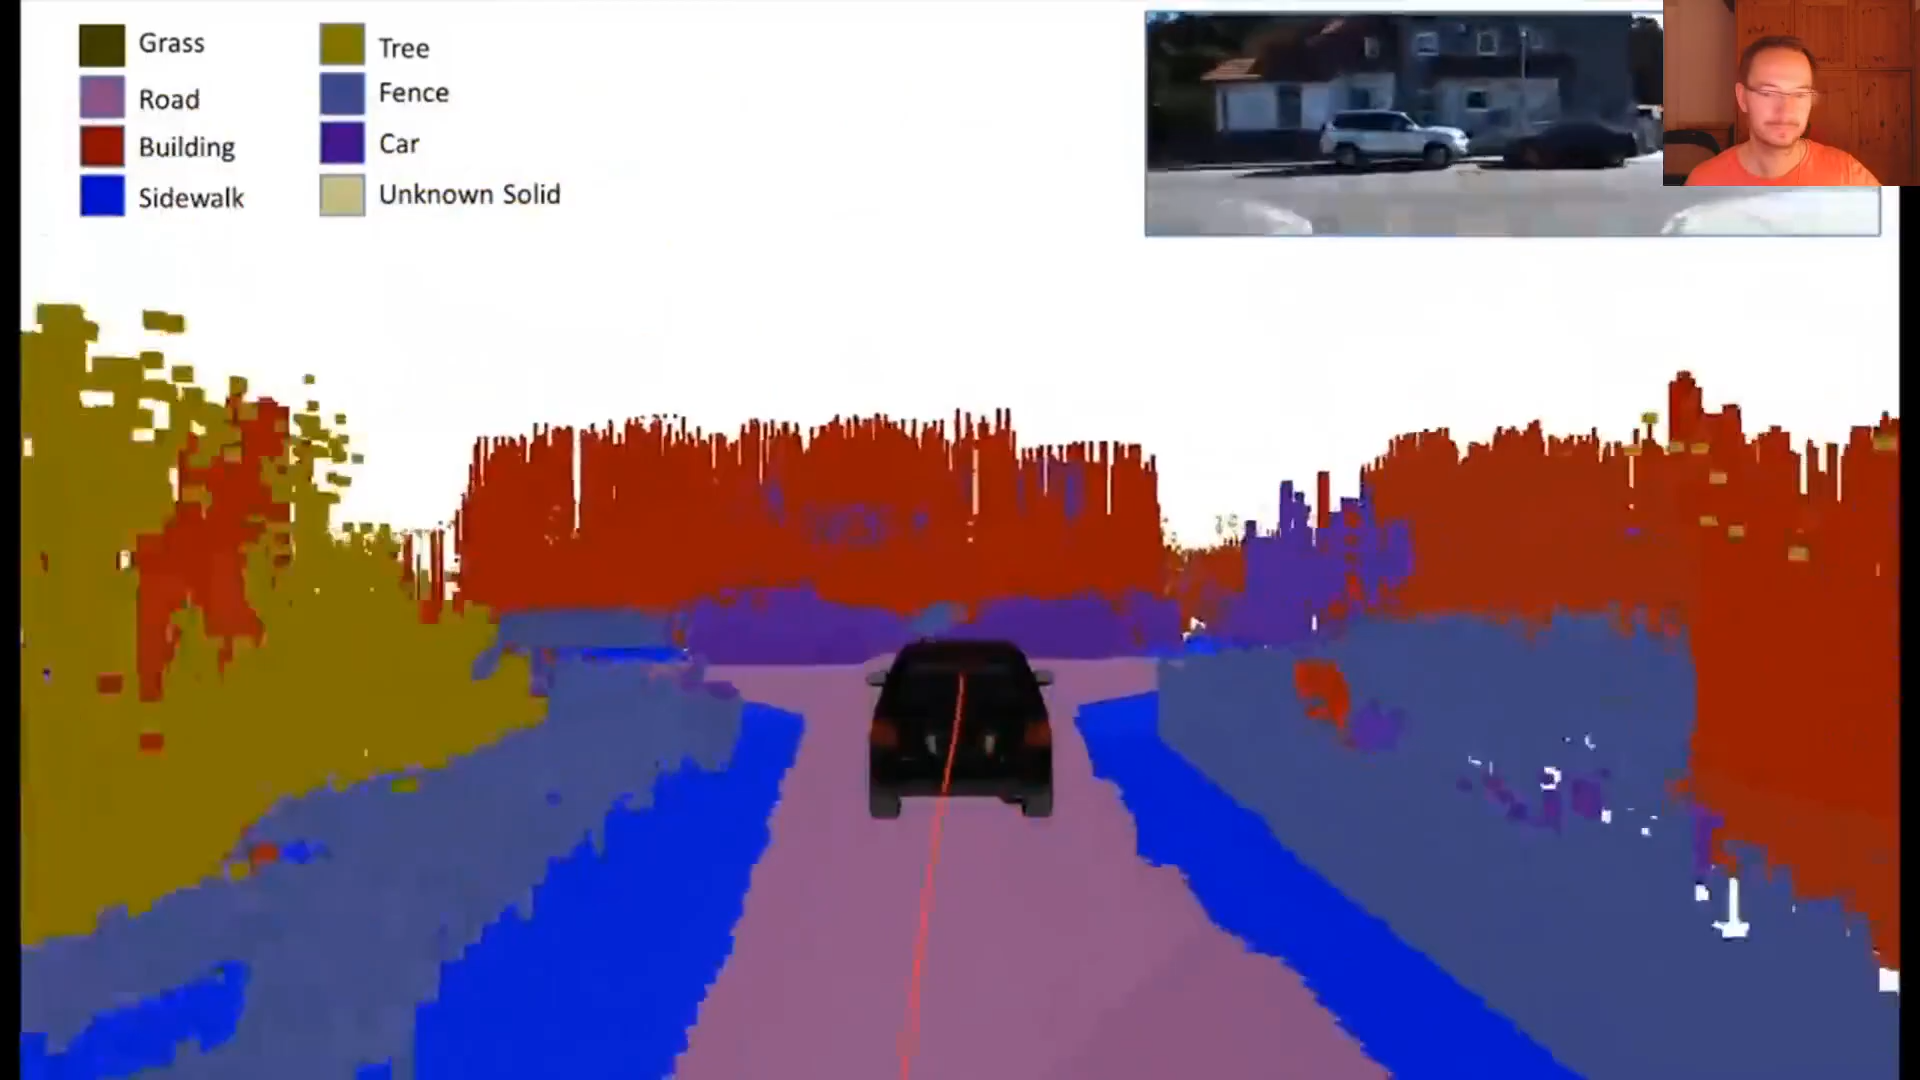 Grass
Road
Building
Sidewalk
Tree
Fence
Car
Unknown Solid